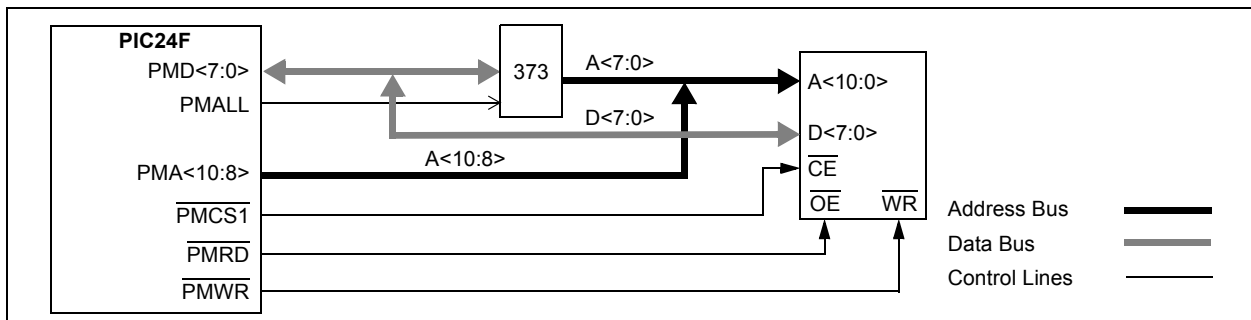 PIC24F
PMD<7:0>
PMALL
PMA<10:8>
PMCS1
PMRD
PMWR
373
A<7:0>
D<7:0>
A<10:8>
A<10:0>
D<7:0>
CE
OE WR
Address Bus
Data Bus
Control Lines